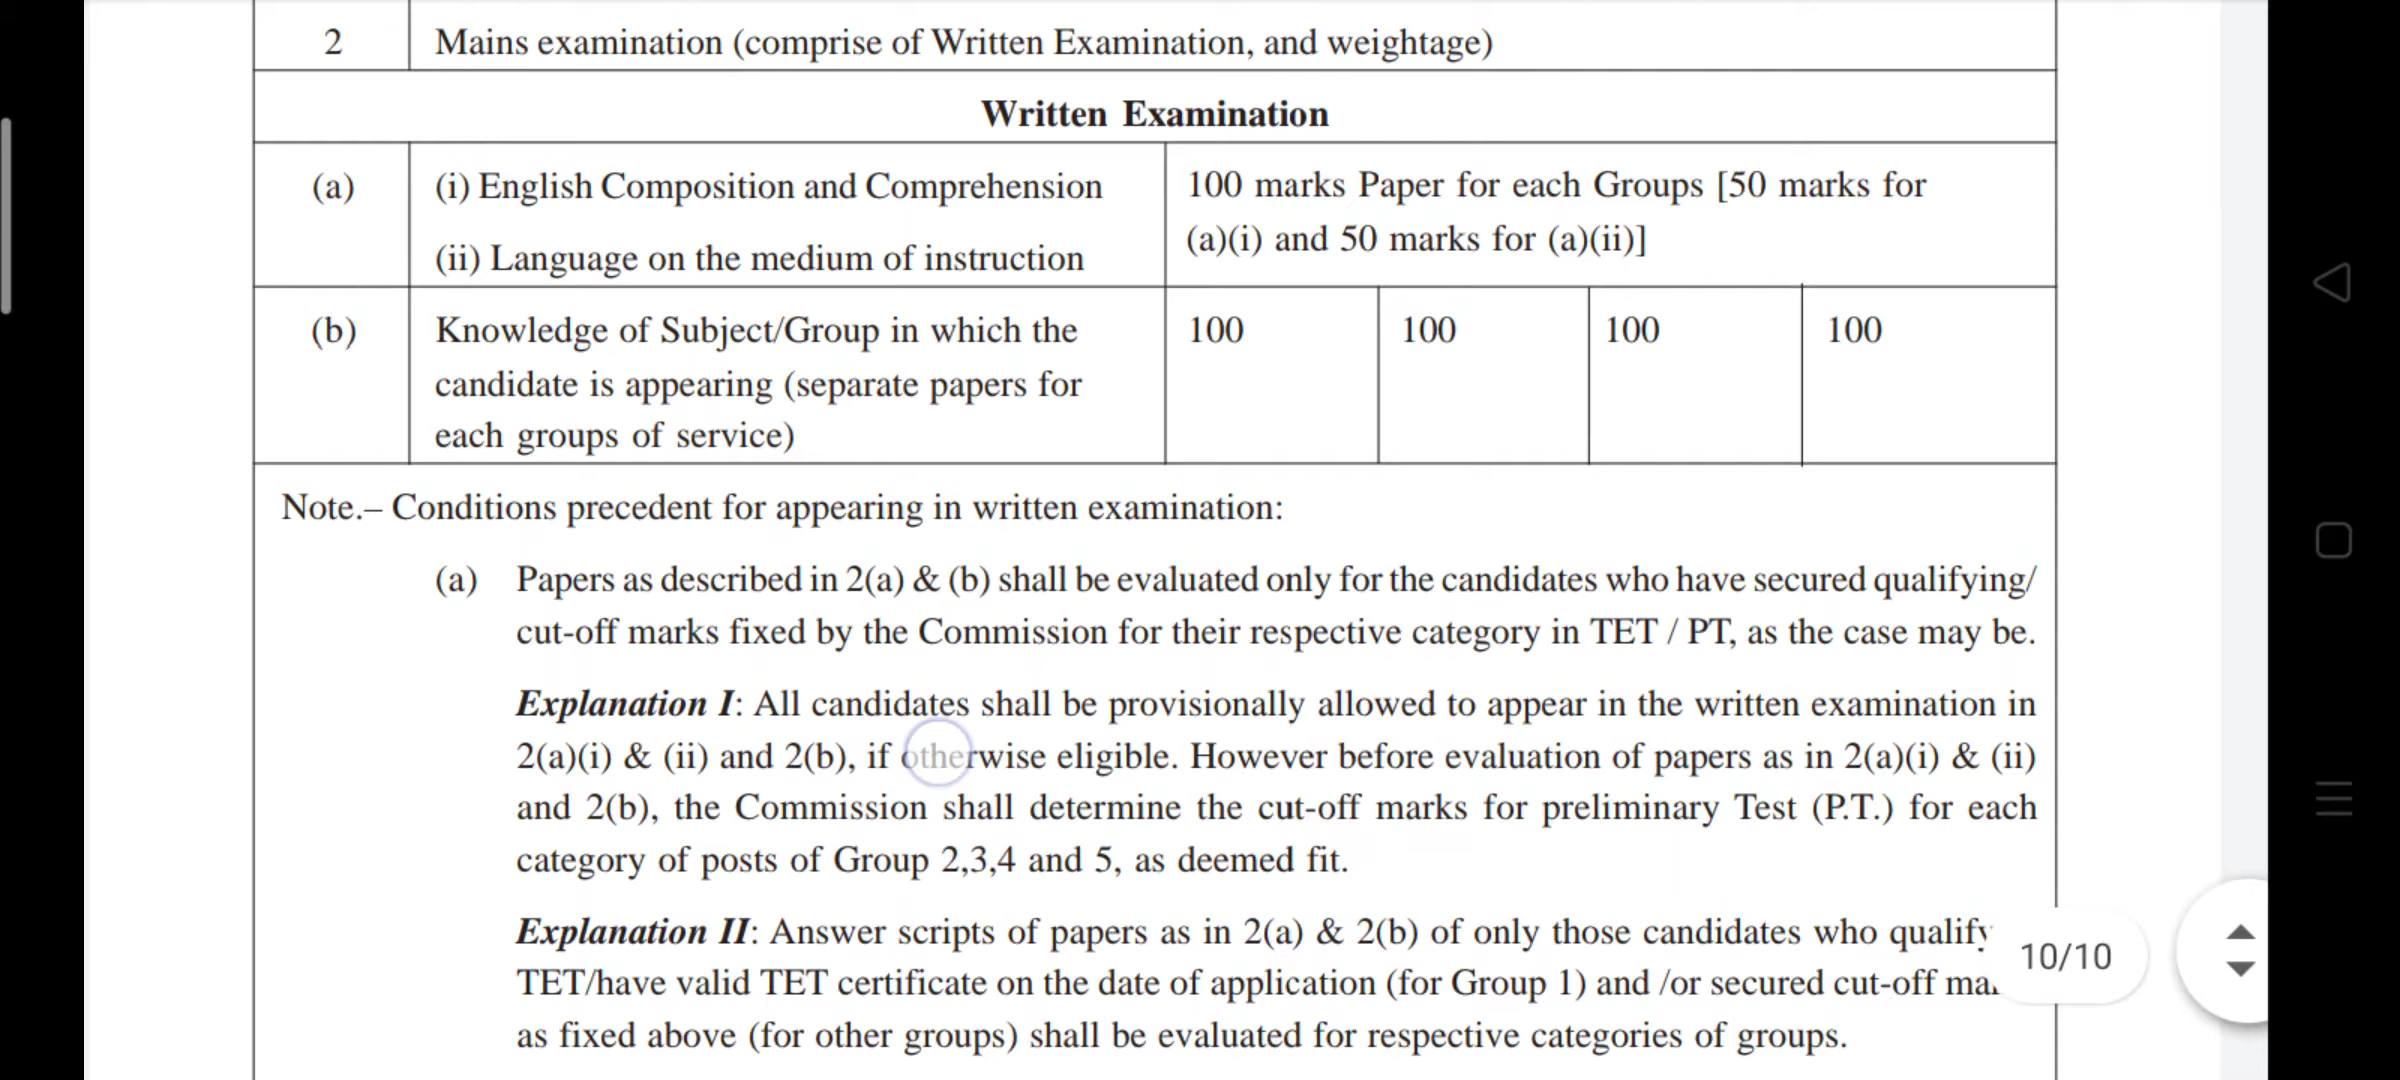 2 Mains examination (comprise of Written Examination, and weightage)
Written Examination
(a) (i) English Composition and Comprehension
(ii) Language on the medium of instruction
100 marks Paper for each Groups [50 marks for
(a)(i) and 50 marks for (a)(ii)]
(b) Knowledge of Subject/Group in which the
candidate is appearing (separate papers for
each groups of service)
100 100 100 100
Note.– Conditions precedent for appearing in written examination:
(a) Papers as described in 2(a) & (b) shall be evaluated only for the candidates who have secured qualifying/
cut-off marks fixed by the Commission for their respective category in TET / PT, as the case may be.
Explanation I: All candidates shall be provisionally allowed to appear in the written examination in
2(a)(i) & (ii) and 2(b), if otherwise eligible. However before evaluation of papers as in 2(a)(i) & (ii)
and 2(b), the Commission shall determine the cut-off marks for preliminary Test (P.T.) for each
category of posts of Group 2,3,4 and 5, as deemed fit.
Explanation II: Answer scripts of papers as in 2(a) & 2(b) of only those candidates who qualify
TET/have valid TET certificate on the date of application (for Group 1) and /or secured cut-off
as fixed above (for other groups) shall be evaluated for respective categories of groups.
10/10